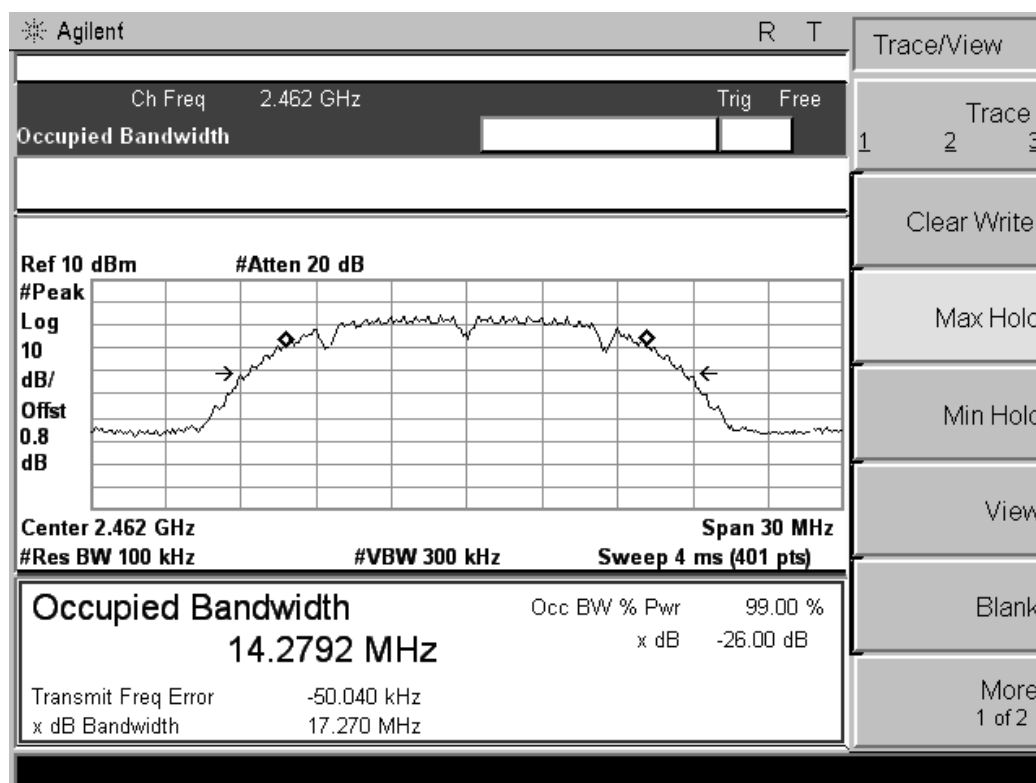 Agilent R T
Trace/View
Ch Freq 2.462 GHz Trig Free
Occupied Bandwidth
Trace
1 2 3
Clear Write
Max Hold
Min Hold
View
Blank
More
1 of 2
Ref 10 dBm #Atten 20 dB
#Peak
Log
10
dB/
Offst
0.8
dB
Center 2.462 GHz Span 30 MHz
#Res BW 100 kHz #VBW 300 kHz Sweep 4 ms (401 pts)
Occupied Bandwidth
14.2792 MHz
Occ BW % Pwr 99.00 %
x dB -26.00 dB
Transmit Freq Error -50.040 kHz
x dB Bandwidth 17.270 MHz